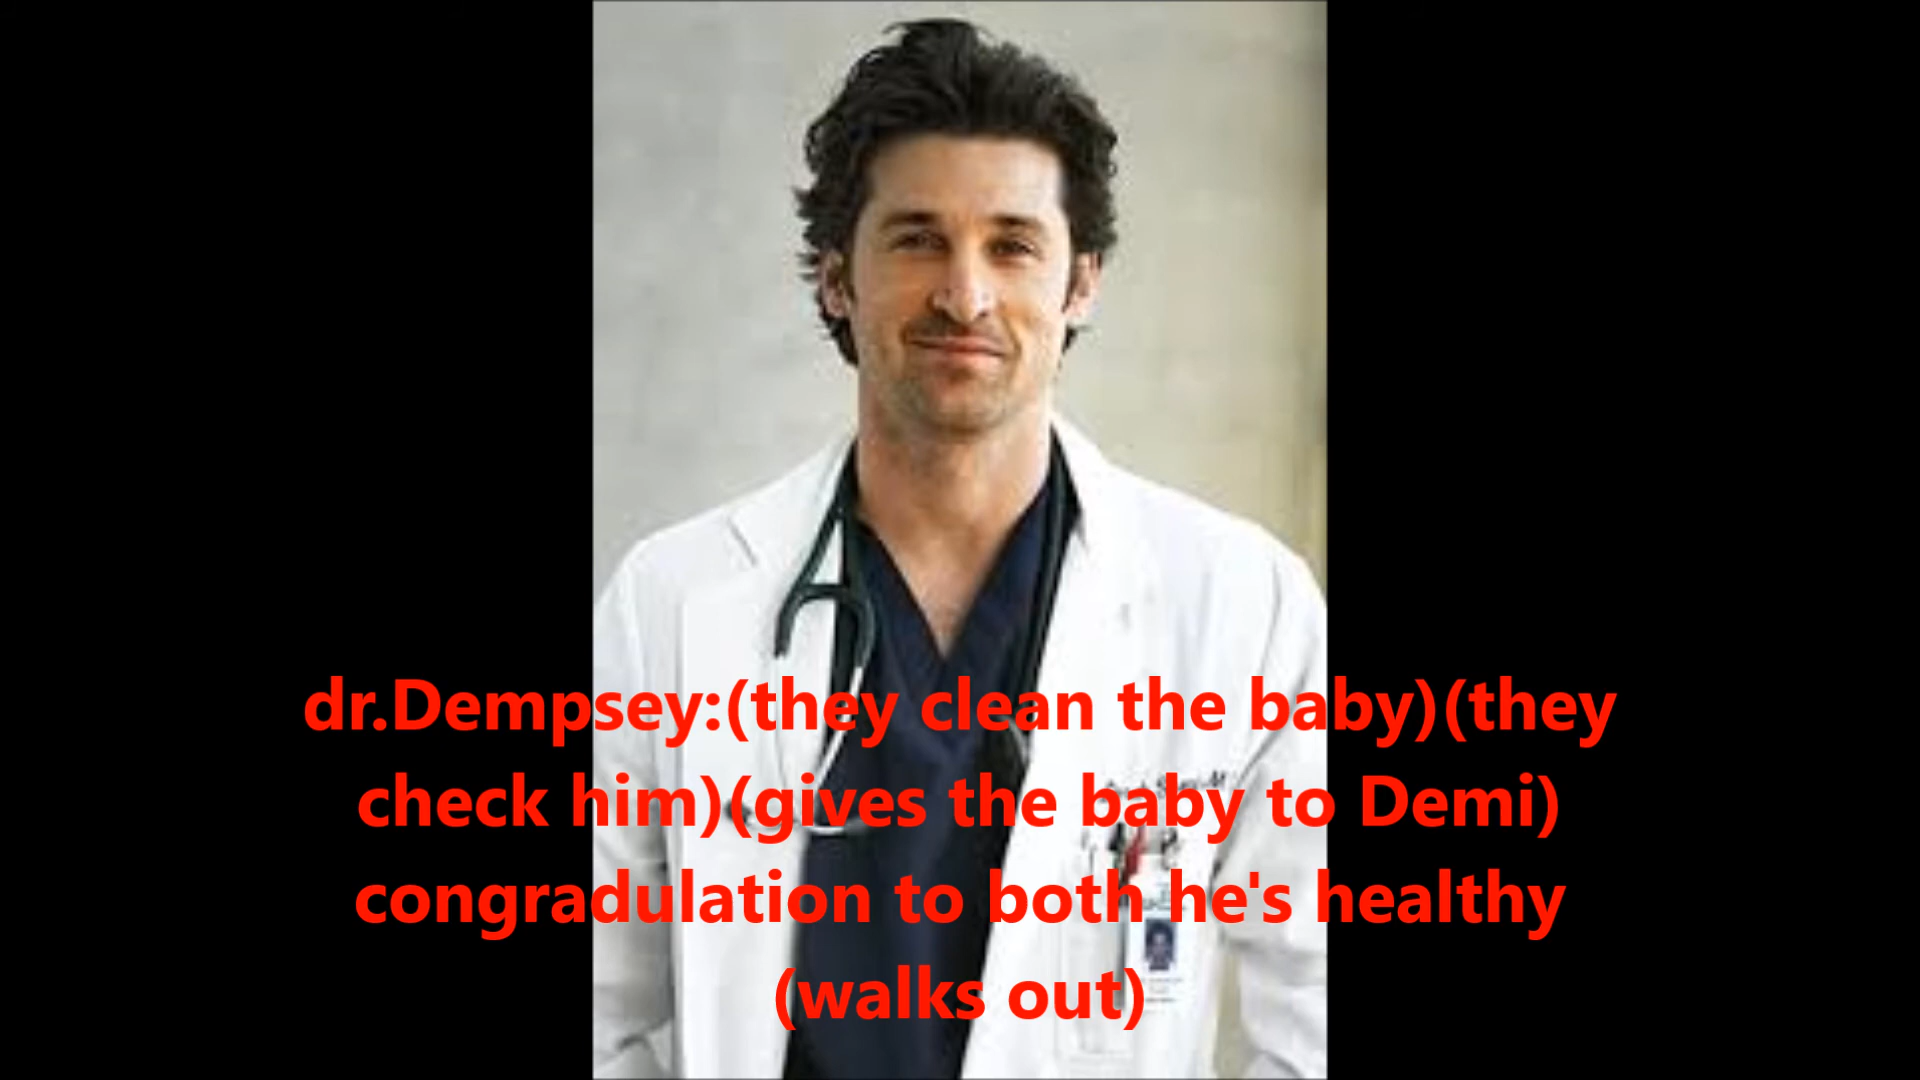 dr.Dempsey:(they clean the baby)(they
check him)(gives the baby to Demi)
congradulation to both he's healthy
(walks out)